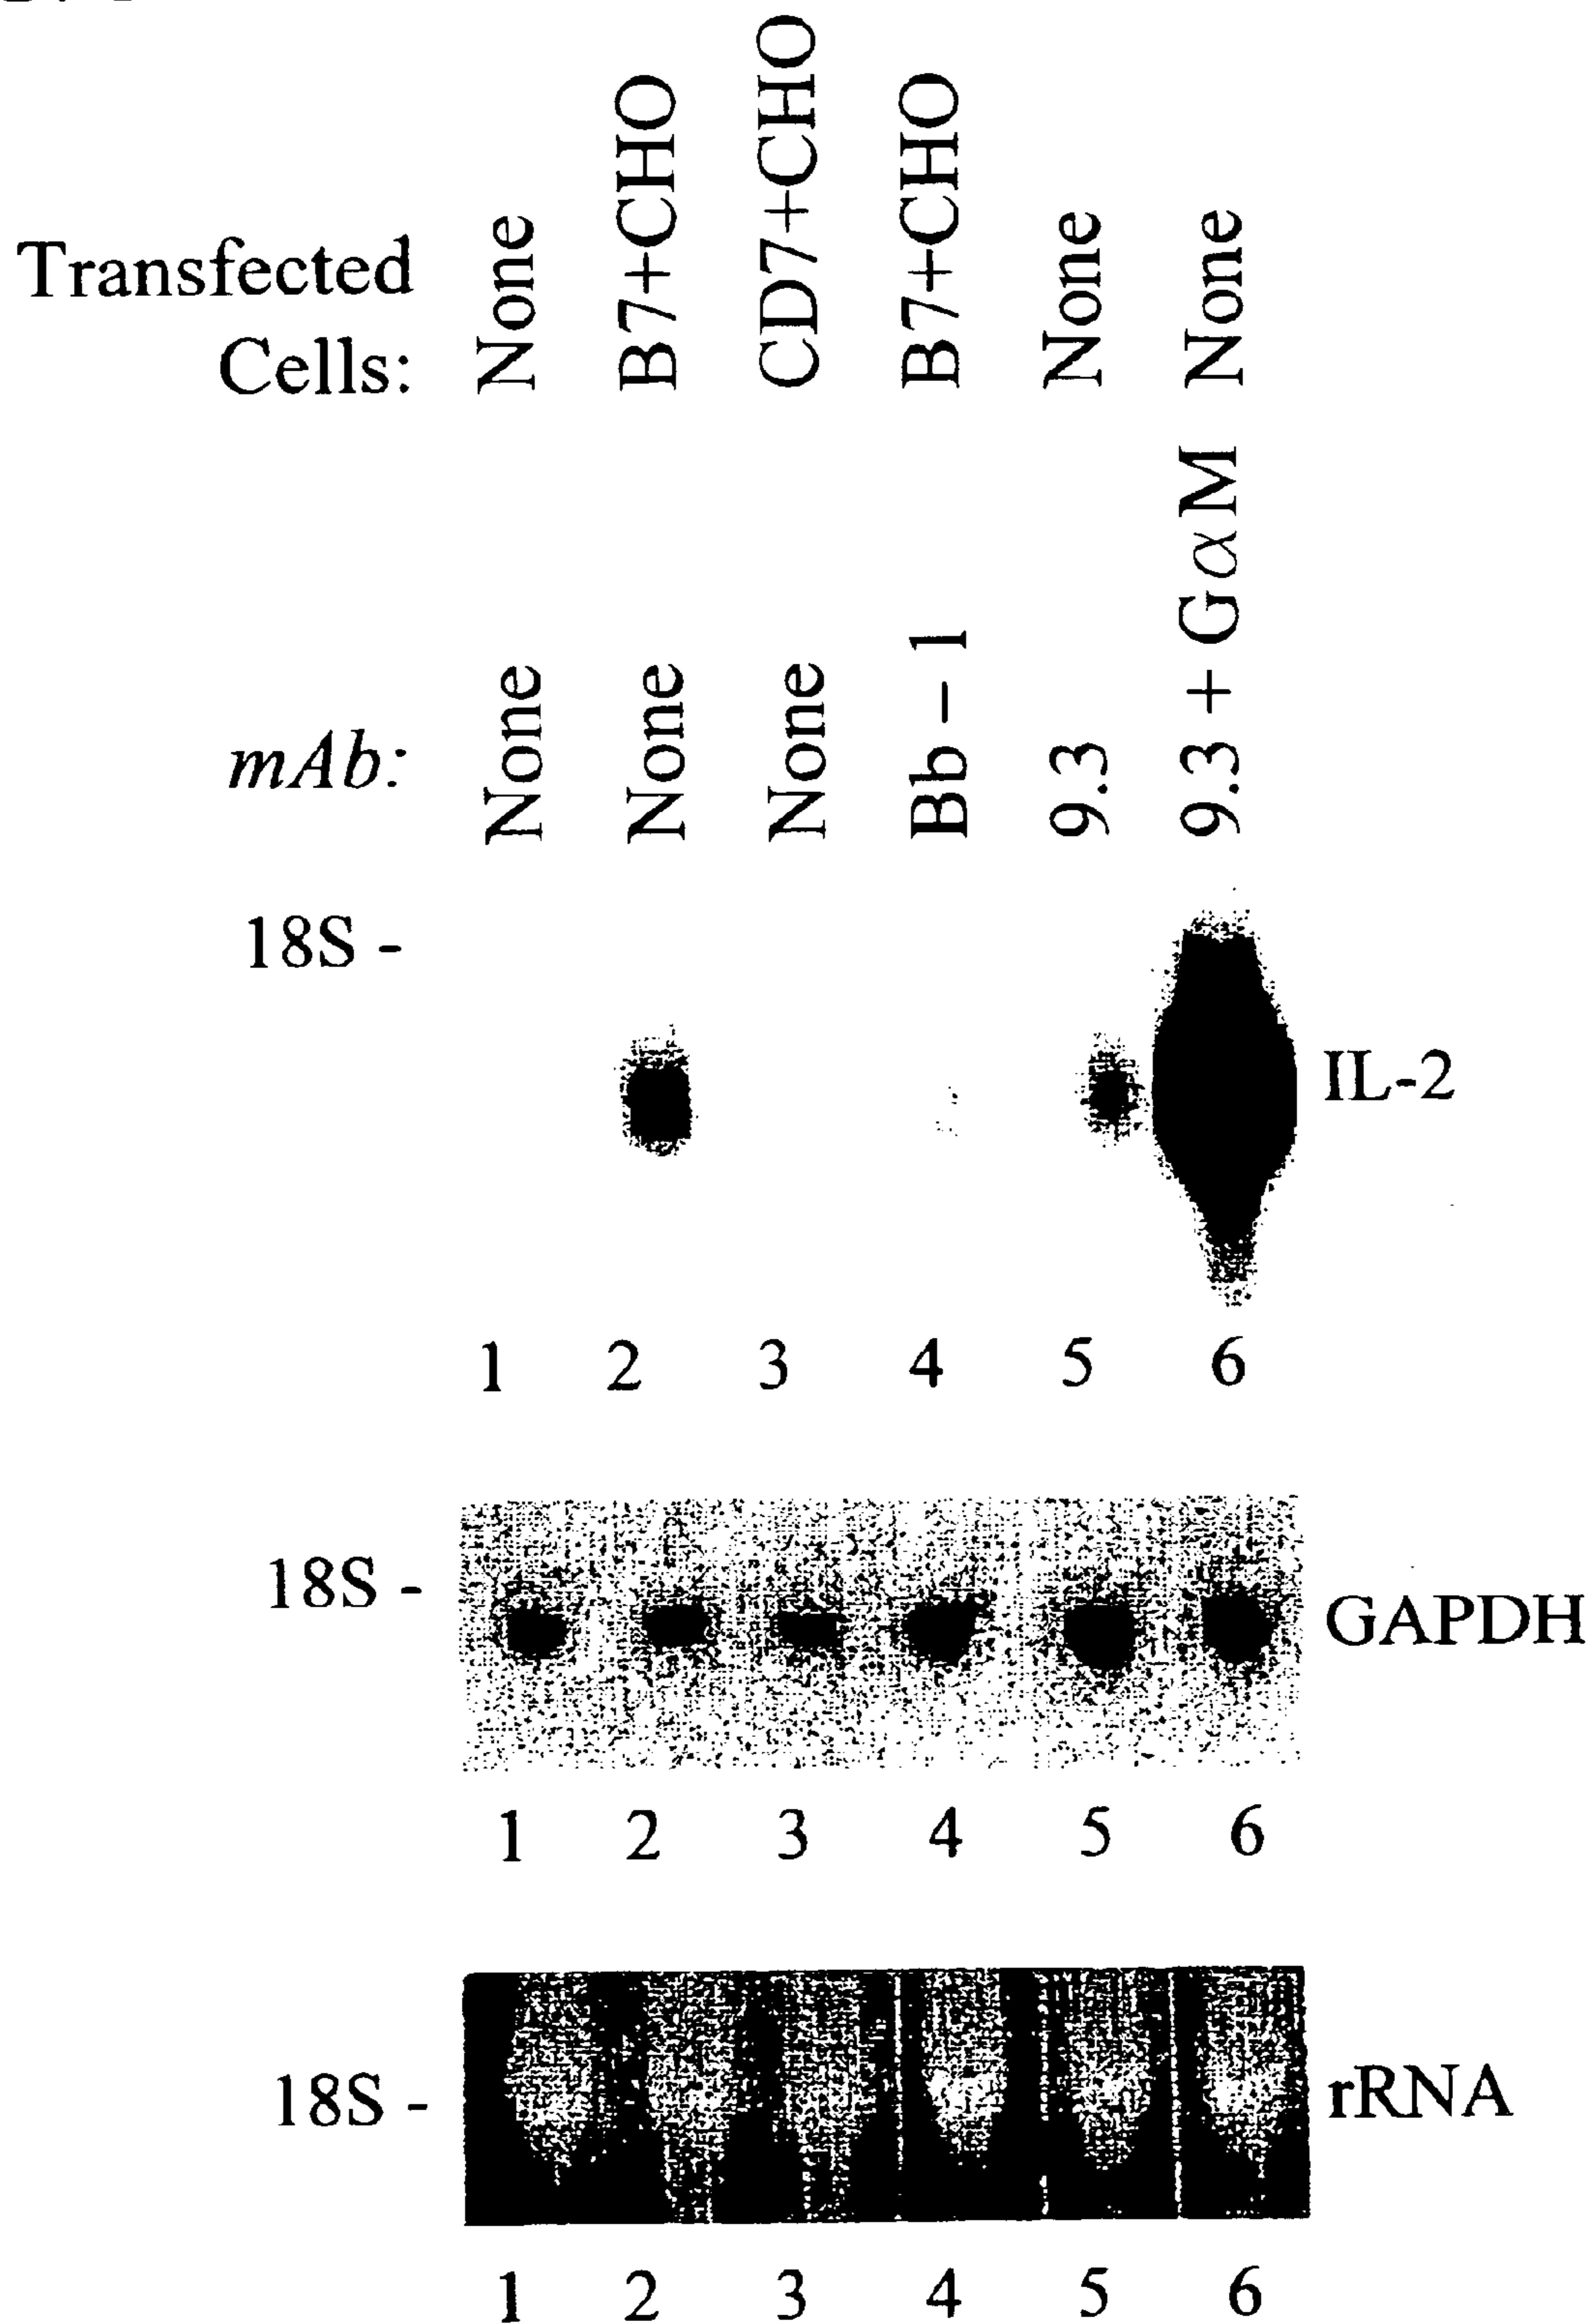 Transfected Cells: None B7+CHO CD7+CHO B7+CHO None None
mAb: None None None Bb – 1 9.3 9.3 + GαM
18S -
IL-2
1 2 3 4 5 6
18S -
GAPDH
1 2 3 4 5 6
18S -
rRNA
1 2 3 4 5 6